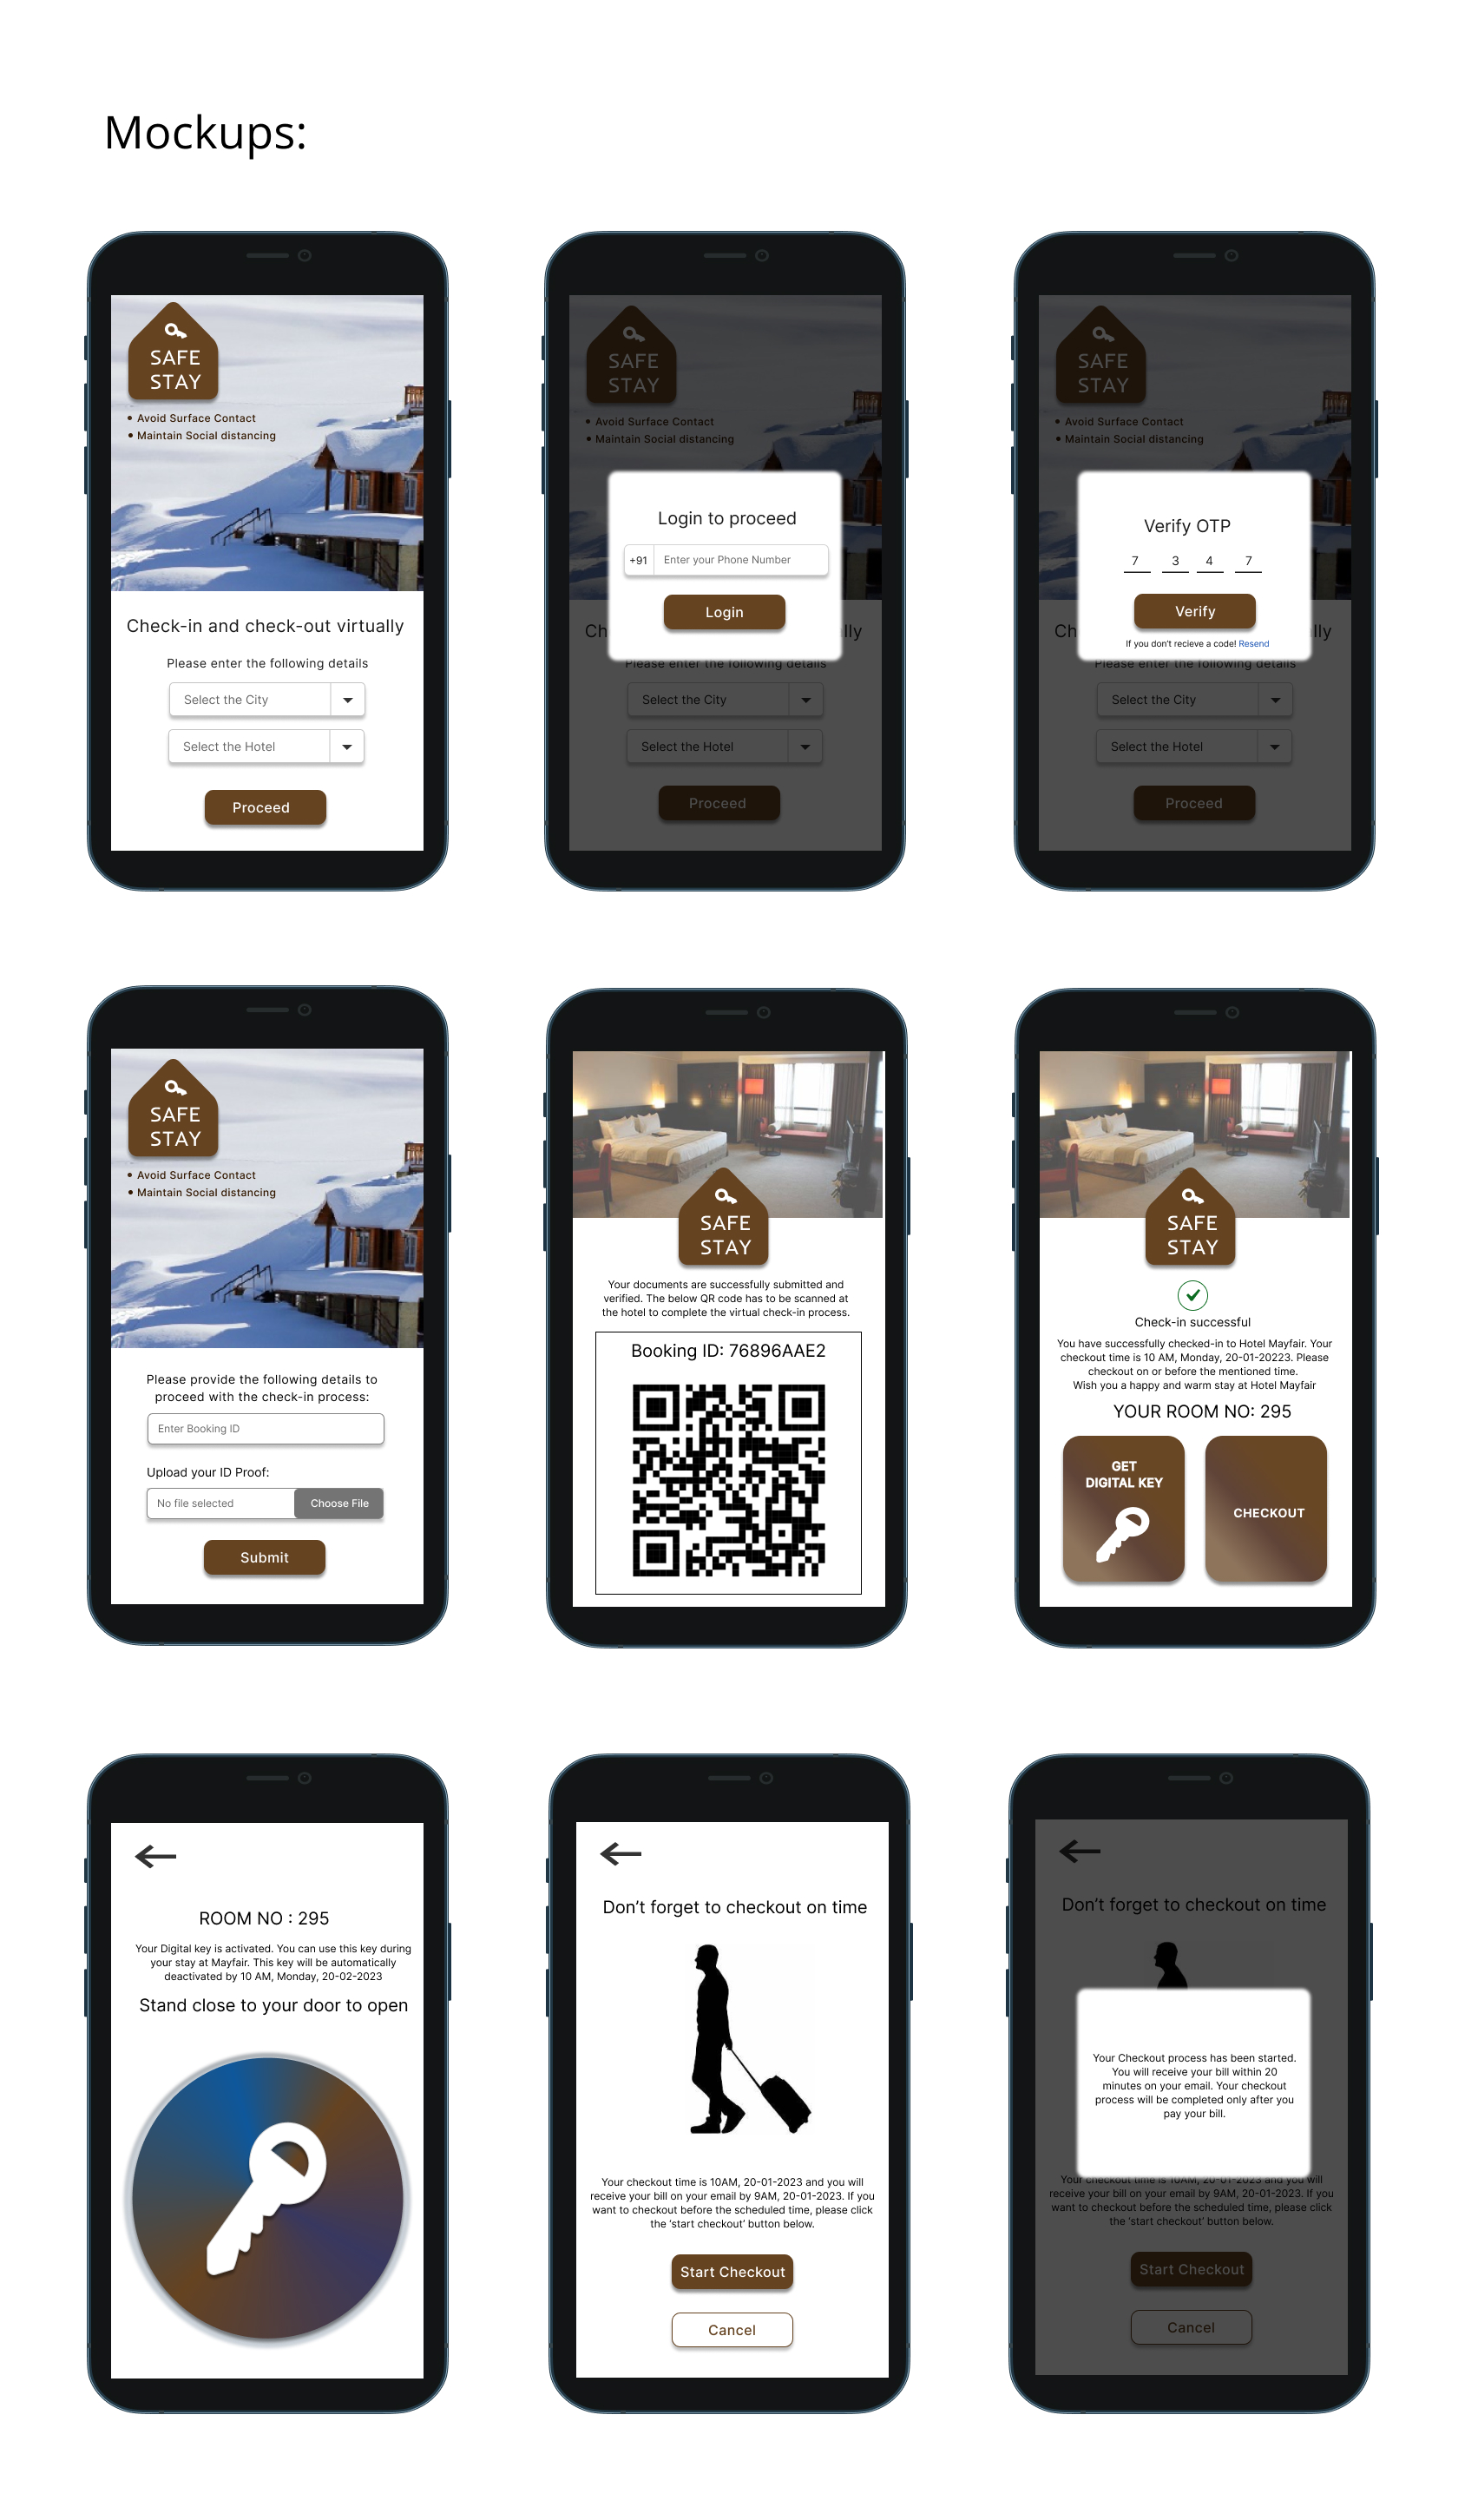 Mockups:
SAFE
STAY
• Avoid Surface Contact
• Maintain Social distancing
Check-in and check-out virtually
Please enter the following details
Select the City
Select the Hotel
Proceed
SAFE
STAY
• Avoid Surface Contact
• Maintain Social distancing
Login to proceed
+91 Enter your Phone Number
Login
Ch lly
Please enter the following details
Select the City
Select the Hotel
Proceed
SAFE
STAY
• Avoid Surface Contact
• Maintain Social distancing
Verify OTP
7 3 4 7
Verify
If you don't recieve a code! Resend
Ch lly
Please enter the following details
Select the City
Select the Hotel
Proceed
SAFE
STAY
• Avoid Surface Contact
• Maintain Social distancing
Please provide the following details to
proceed with the check-in process:
Enter Booking ID
Upload your ID Proof:
No file selected Choose File
Submit
SAFE
STAY
Your documents are successfully submitted and
verified. The below QR code has to be scanned at
the hotel to complete the virtual check-in process.
Booking ID: 76896AAE2
SAFE
STAY
Check-in successful
You have successfully checked-in to Hotel Mayfair. Your
checkout time is 10 AM, Monday, 20-01-20223. Please
checkout on or before the mentioned time.
Wish you a happy and warm stay at Hotel Mayfair
YOUR ROOM NO: 295
GET
DIGITAL KEY
CHECKOUT
ROOM NO : 295
Your Digital key is activated. You can use this key during
your stay at Mayfair. This key will be automatically
deactivated by 10 AM, Monday, 20-02-2023
Stand close to your door to open
Don't forget to checkout on time
Your checkout time is 10AM, 20-01-2023 and you will
receive your bill on your email by 9AM, 20-01-2023. If you
want to checkout before the scheduled time, please click
the 'start checkout' button below.
Start Checkout
Cancel
Don't forget to checkout on time
Your Checkout process has been started.
You will receive your bill within 20
minutes on your email. Your checkout
process will be completed only after you
pay your bill.
Your checkout time is 10AM, 20-01-2023 and you will
receive your bill on your email by 9AM, 20-01-2023. If you
want to checkout before the scheduled time, please click
the 'start checkout' button below.
Start Checkout
Cancel